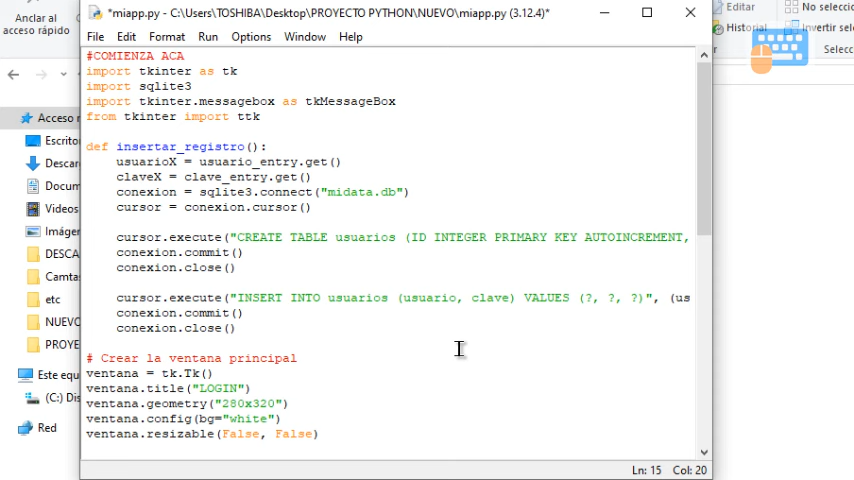 *miapp.py - C:\Users\TOSHIBA\Desktop\PROYECTO PYTHON\NUEVO\miapp.py (3.12.4)*
Anclar al
acceso rápido
Editar
Historial
No selecci
Invertir selec
Selecc
File Edit Format Run Options Window Help
#COMIENZA ACA
import tkinter as tk
import sqlite3
import tkinter.messagebox as tkMessageBox
from tkinter import ttk
def insertar_registro():
usuarioX = usuario_entry.get()
claveX = clave_entry.get()
conexion = sqlite3.connect("midata.db")
cursor = conexion.cursor()
cursor.execute("CREATE TABLE usuarios (ID INTEGER PRIMARY KEY AUTOINCREMENT,
conexion.commit()
conexion.close()
cursor.execute("INSERT INTO usuarios (usuario, clave) VALUES (?, ?, ?)", (us
conexion.commit()
conexion.close()
# Crear la ventana principal
ventana = tk.Tk()
ventana.title("LOGIN")
ventana.geometry("280x320")
ventana.config(bg="white")
ventana.resizable(False, False)
Acceso r
Escritor
Descar
Docum
Videos
Imáger
DESCA
Camtas
etc
NUEVO
PROYE
Este equ
(C:) Dis
Red
Ln: 15 Col: 20